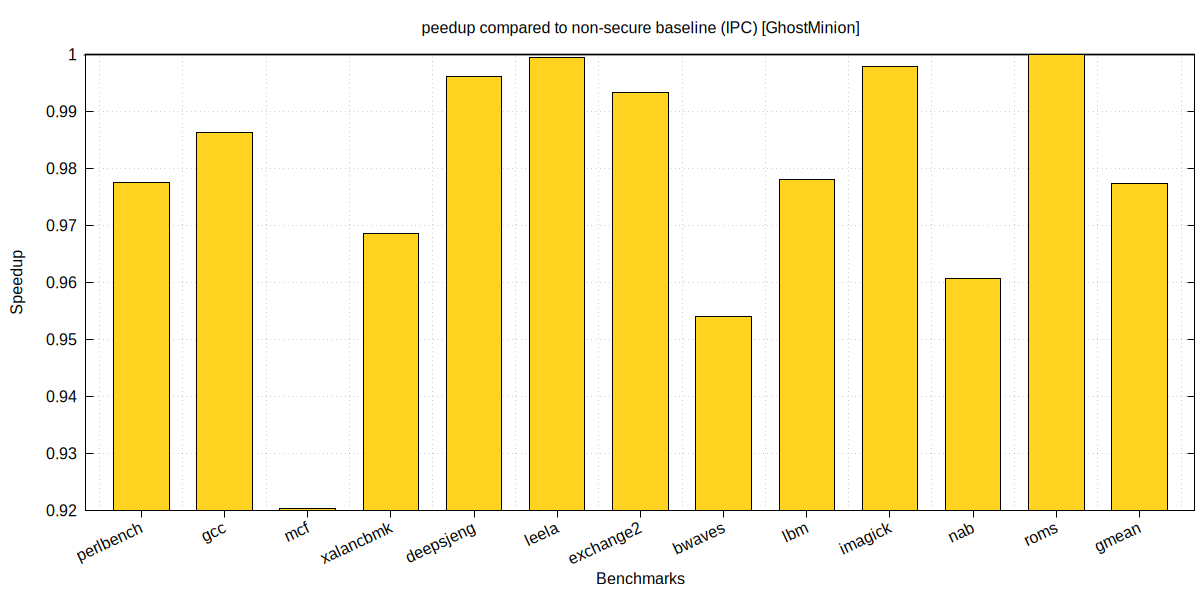 peedup compared to non-secure baseline (IPC) [GhostMinion]
1
0.99
0.98
0.97
0.96
0.95
0.94
0.93
0.92
Speedup
perlbench
gcc
mcf
xalancbmk
deepsjeng
leela
exchange2
bwaves
lbm
imagick
nab
roms
gmean
Benchmarks